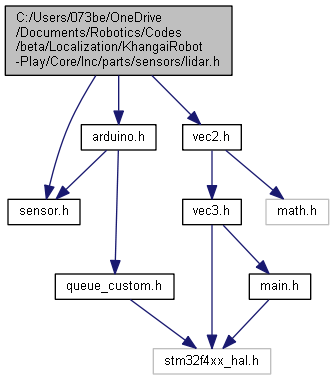 C:/Users/073be/OneDrive
/Documents/Robotics/Codes
/beta/Localization/KhangaiRobot
-Play/Core/Inc/parts/sensors/lidar.h
arduino.h
vec2.h
sensor.h
vec3.h
math.h
queue_custom.h
main.h
stm32f4xx_hal.h